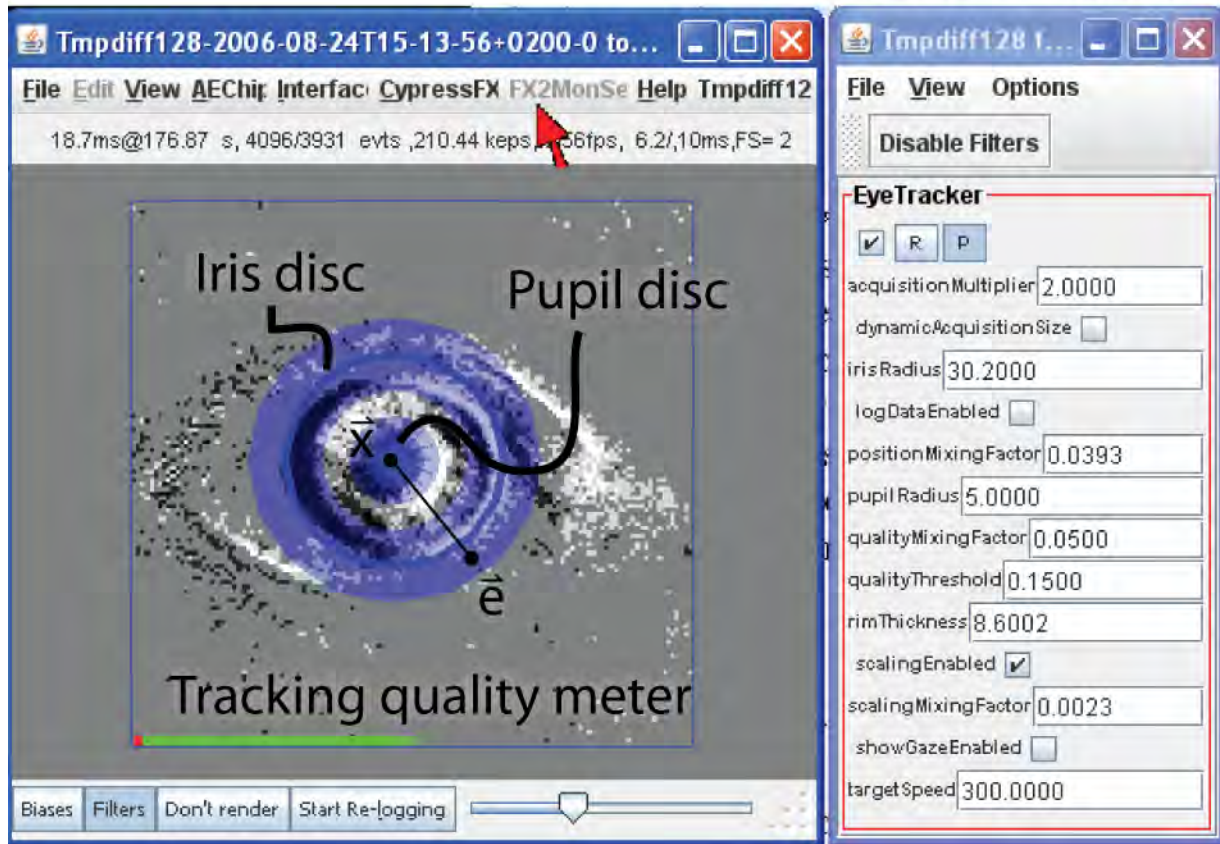 Tmpdiff128-2006-08-24T15-13-56+0200-0 to...
File Edit View AEChip Interfac CypressFX FX2MonSe Help Tmpdiff12
18.7ms@176.87 s, 4096/3931 evts ,210.44 keps, 56fps, 6.2/,10ms,FS= 2
Iris disc
Pupil disc
x
e
Tracking quality meter
Biases Filters Don't render Start Re-logging
Tmpdiff128 f...
File View Options
Disable Filters
EyeTracker
R P
acquisitionMultiplier 2.0000
dynamicAcquisitionSize
irisRadius 30.2000
logDataEnabled
positionMixingFactor 0.0393
pupilRadius 5.0000
qualityMixingFactor 0.0500
qualityThreshold 0.1500
rimThickness 8.6002
scalingEnabled
scalingMixingFactor 0.0023
showGazeEnabled
targetSpeed 300.0000